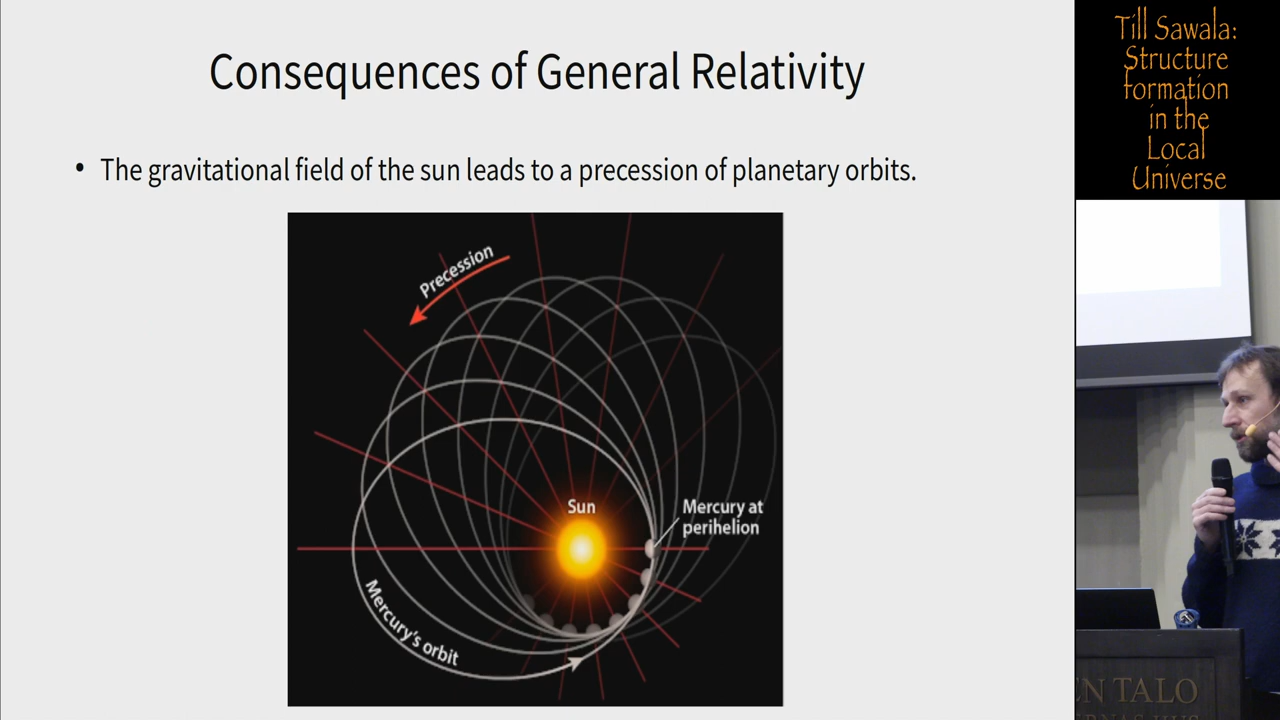 Consequences of General Relativity
• The gravitational field of the sun leads to a precession of planetary orbits.
Precession
Sun
Mercury at
perihelion
Mercury's orbit
Till Sawala:
Structure
formation
in the
Local
Universe
EN TALO